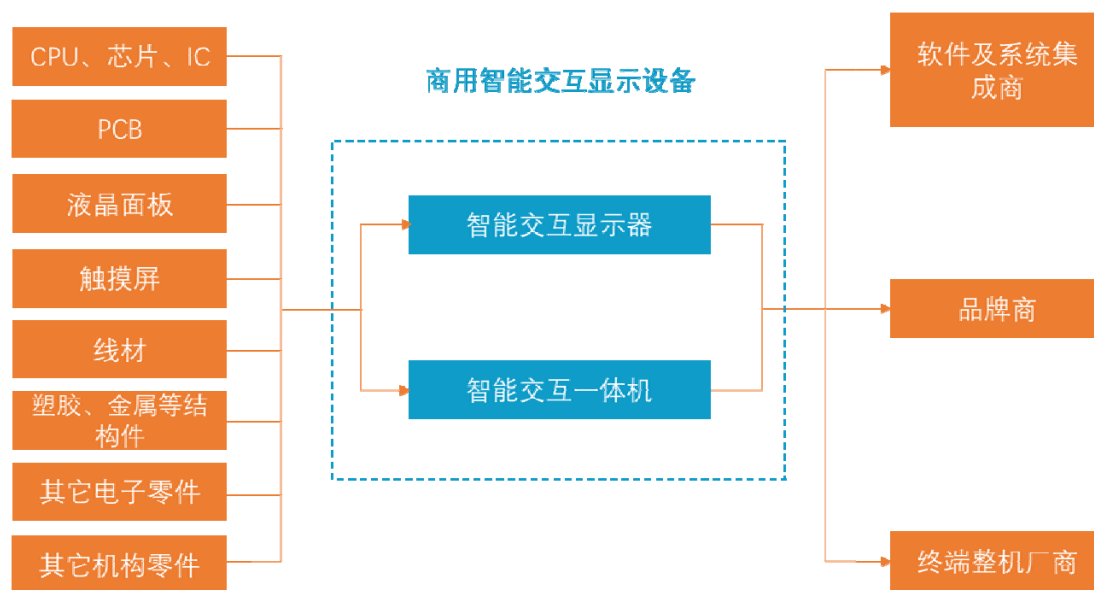 CPU、芯片、IC
PCB
液晶面板
触摸屏
线材
塑胶、金属等结
构件
其它电子零件
其它机构零件
商用智能交互显示设备
智能交互显示器
智能交互一体机
软件及系统集
成商
品牌商
终端整机厂商